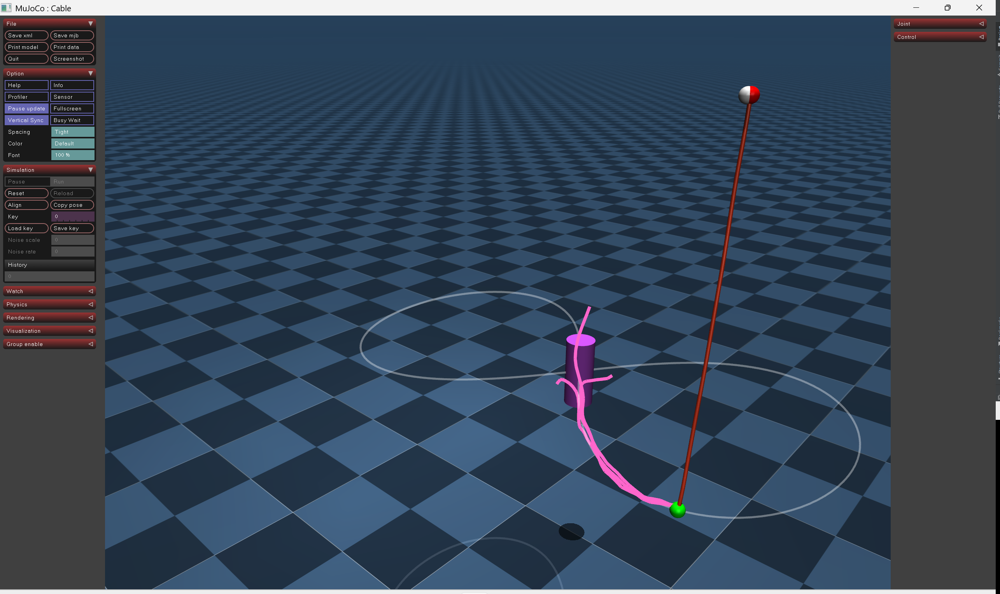 MuJoCo : Cable
File
Save xml Save mjb
Print model Print data
Quit Screenshot
Option
Help Info
Profiler Sensor
Pause update Fullscreen
Vertical Sync Busy Wait
Spacing Tight
Color Default
Font 100 %
Simulation
Pause Run
Reset Reload
Align Copy pose
Key 0
Load key Save key
Noise scale 0
Noise rate 0
History
0
Watch
Physics
Rendering
Visualization
Group enable
Joint
Control